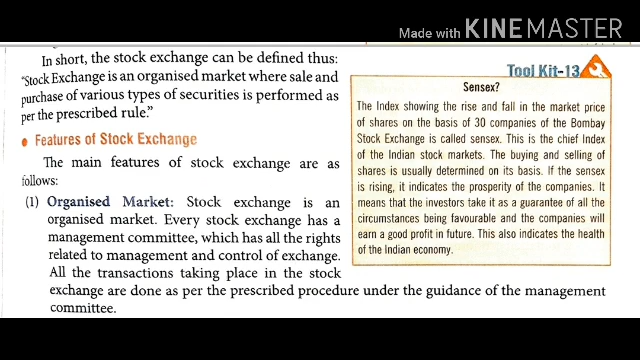 Made with KINEMASTER
In short, the stock exchange can be defined thus:
"Stock Exchange is an organised market where sale and
purchase of various types of securities is performed as
per the prescribed rule."
• Features of Stock Exchange
The main features of stock exchange are as
follows:
(1) Organised Market: Stock exchange is an
organised market. Every stock exchange has a
management committee, which has all the rights
related to management and control of exchange.
All the transactions taking place in the stock
exchange are done as per the prescribed procedure under the guidance of the management
committee.
Tool Kit-13
Sensex?
The Index showing the rise and fall in the market price
of shares on the basis of 30 companies of the Bombay
Stock Exchange is called sensex. This is the chief Index
of the Indian stock markets. The buying and selling of
shares is usually determined on its basis. If the sensex
is rising, it indicates the prosperity of the companies. It
means that the investors take it as a guarantee of all the
circumstances being favourable and the companies will
earn a good profit in future. This also indicates the health
of the Indian economy.